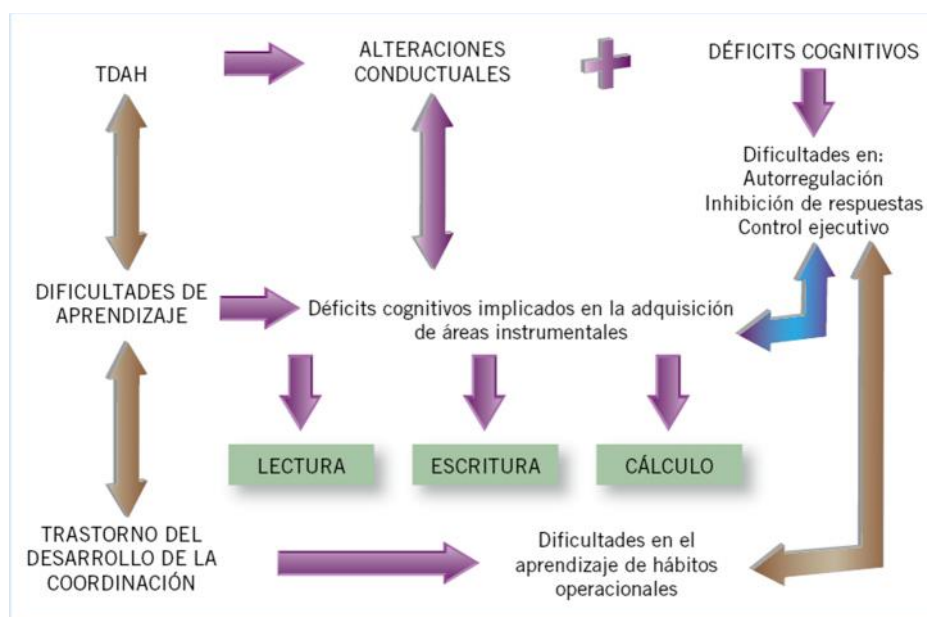 TDAH
ALTERACIONES
CONDUCTUALES
DÉFICITS COGNITIVOS
Dificultades en:
Autorregulación
Inhibición de respuestas
Control ejecutivo
DIFICULTADES DE
APRENDIZAJE
Déficits cognitivos implicados en la adquisición
de áreas instrumentales
LECTURA
ESCRITURA
CÁLCULO
TRASTORNO DEL
DESARROLLO DE LA
COORDINACIÓN
Dificultades en el
aprendizaje de hábitos
operacionales